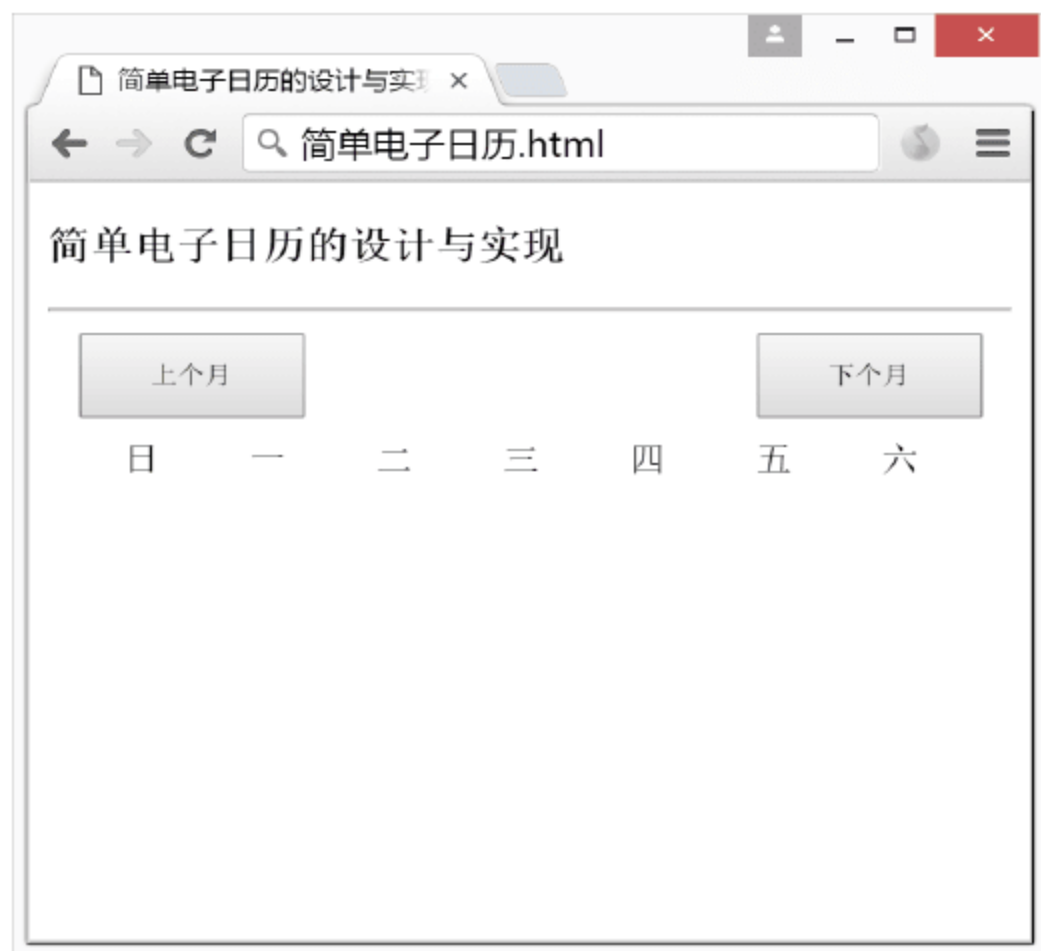 简单电子日历的设计与实
简单电子日历.html
简单电子日历的设计与实现
上个月 下个月
日 一 二 三 四 五 六